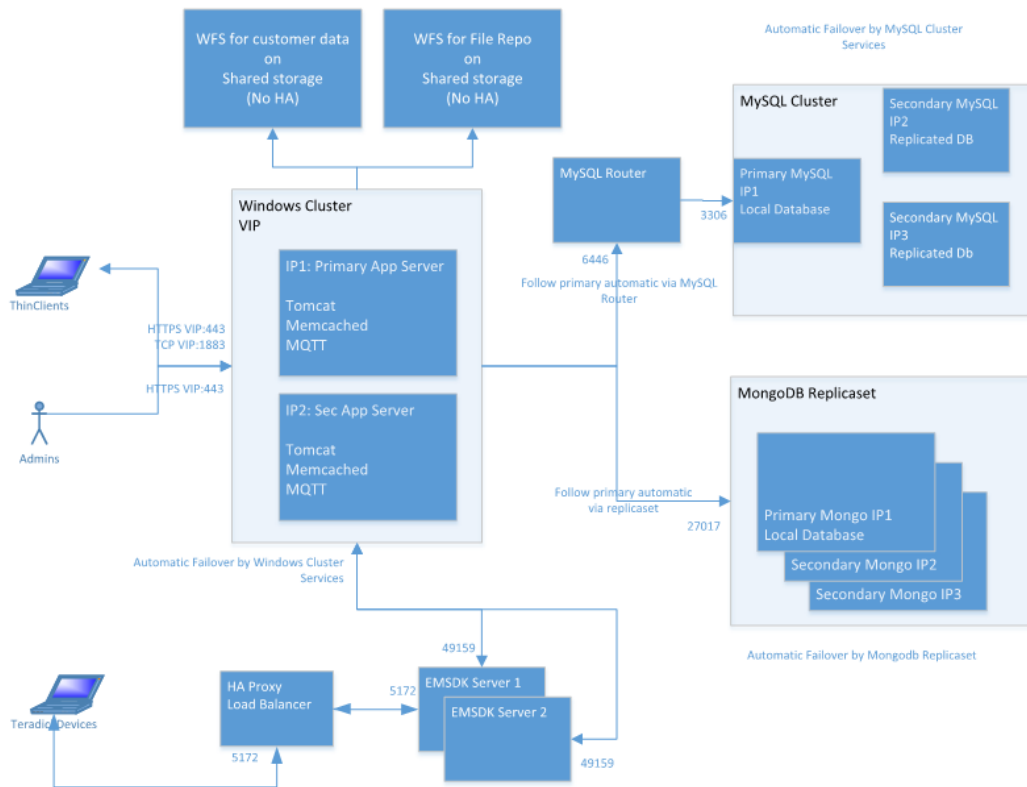 WFS for customer data
on
Shared storage
(No HA)
WFS for File Repo
on
Shared storage
(No HA)
Automatic Failover by MySQL Cluster
Services
MySQL Cluster
Secondary MySQL
IP2
Replicated DB
Primary MySQL
IP1
Local Database
Secondary MySQL
IP3
Replicated Db
MySQL Router
3306
6446
Follow primary automatic via MySQL
Router
Windows Cluster
VIP
IP1: Primary App Server
Tomcat
Memcached
MQTT
IP2: Sec App Server
Tomcat
Memcached
MQTT
ThinClients
HTTPS VIP:443
TCP VIP:1883
HTTPS VIP:443
Admins
MongoDB Replicaset
Primary Mongo IP1
Local Database
Secondary Mongo IP2
Secondary Mongo IP3
Follow primary automatic
via replicaset
27017
Automatic Failover by Mongodb Replicaset
Automatic Failover by Windows Cluster
Services
49159
EMSDK Server 1
EMSDK Server 2
5172
HA Proxy
Load Balancer
Teradici Devices
5172
49159